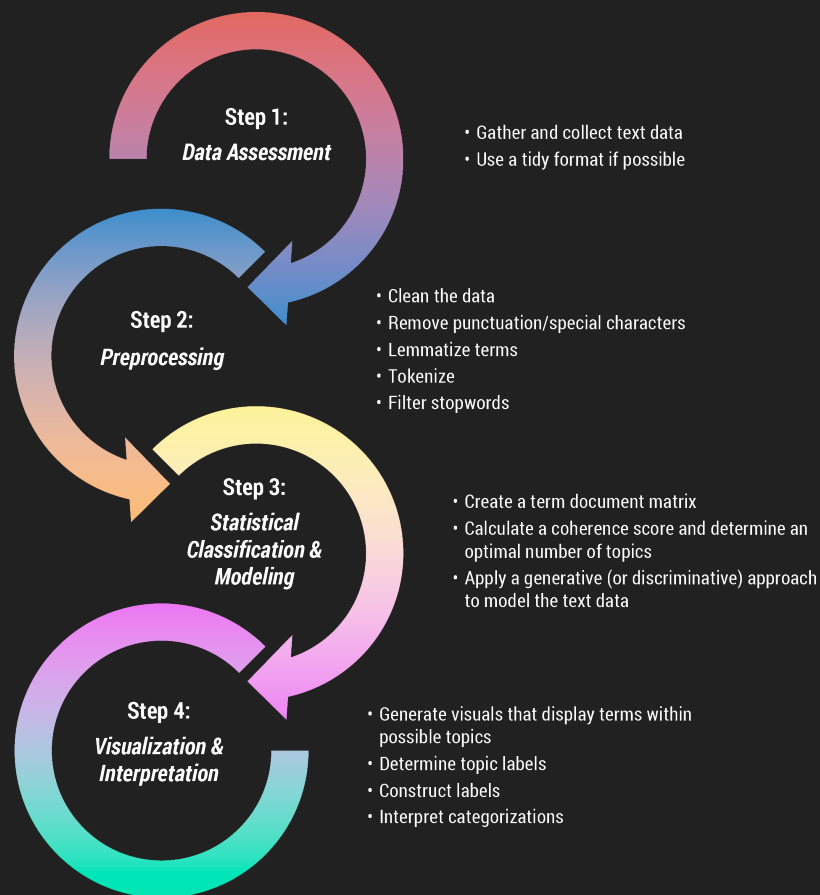 Step 1:
Data Assessment
• Gather and collect text data
• Use a tidy format if possible
Step 2:
Preprocessing
• Clean the data
• Remove punctuation/special characters
• Lemmatize terms
• Tokenize
• Filter stopwords
Step 3:
Statistical
Classification &
Modeling
• Create a term document matrix
• Calculate a coherence score and determine an
optimal number of topics
• Apply a generative (or discriminative) approach
to model the text data
Step 4:
Visualization &
Interpretation
• Generate visuals that display terms within
possible topics
• Determine topic labels
• Construct labels
• Interpret categorizations